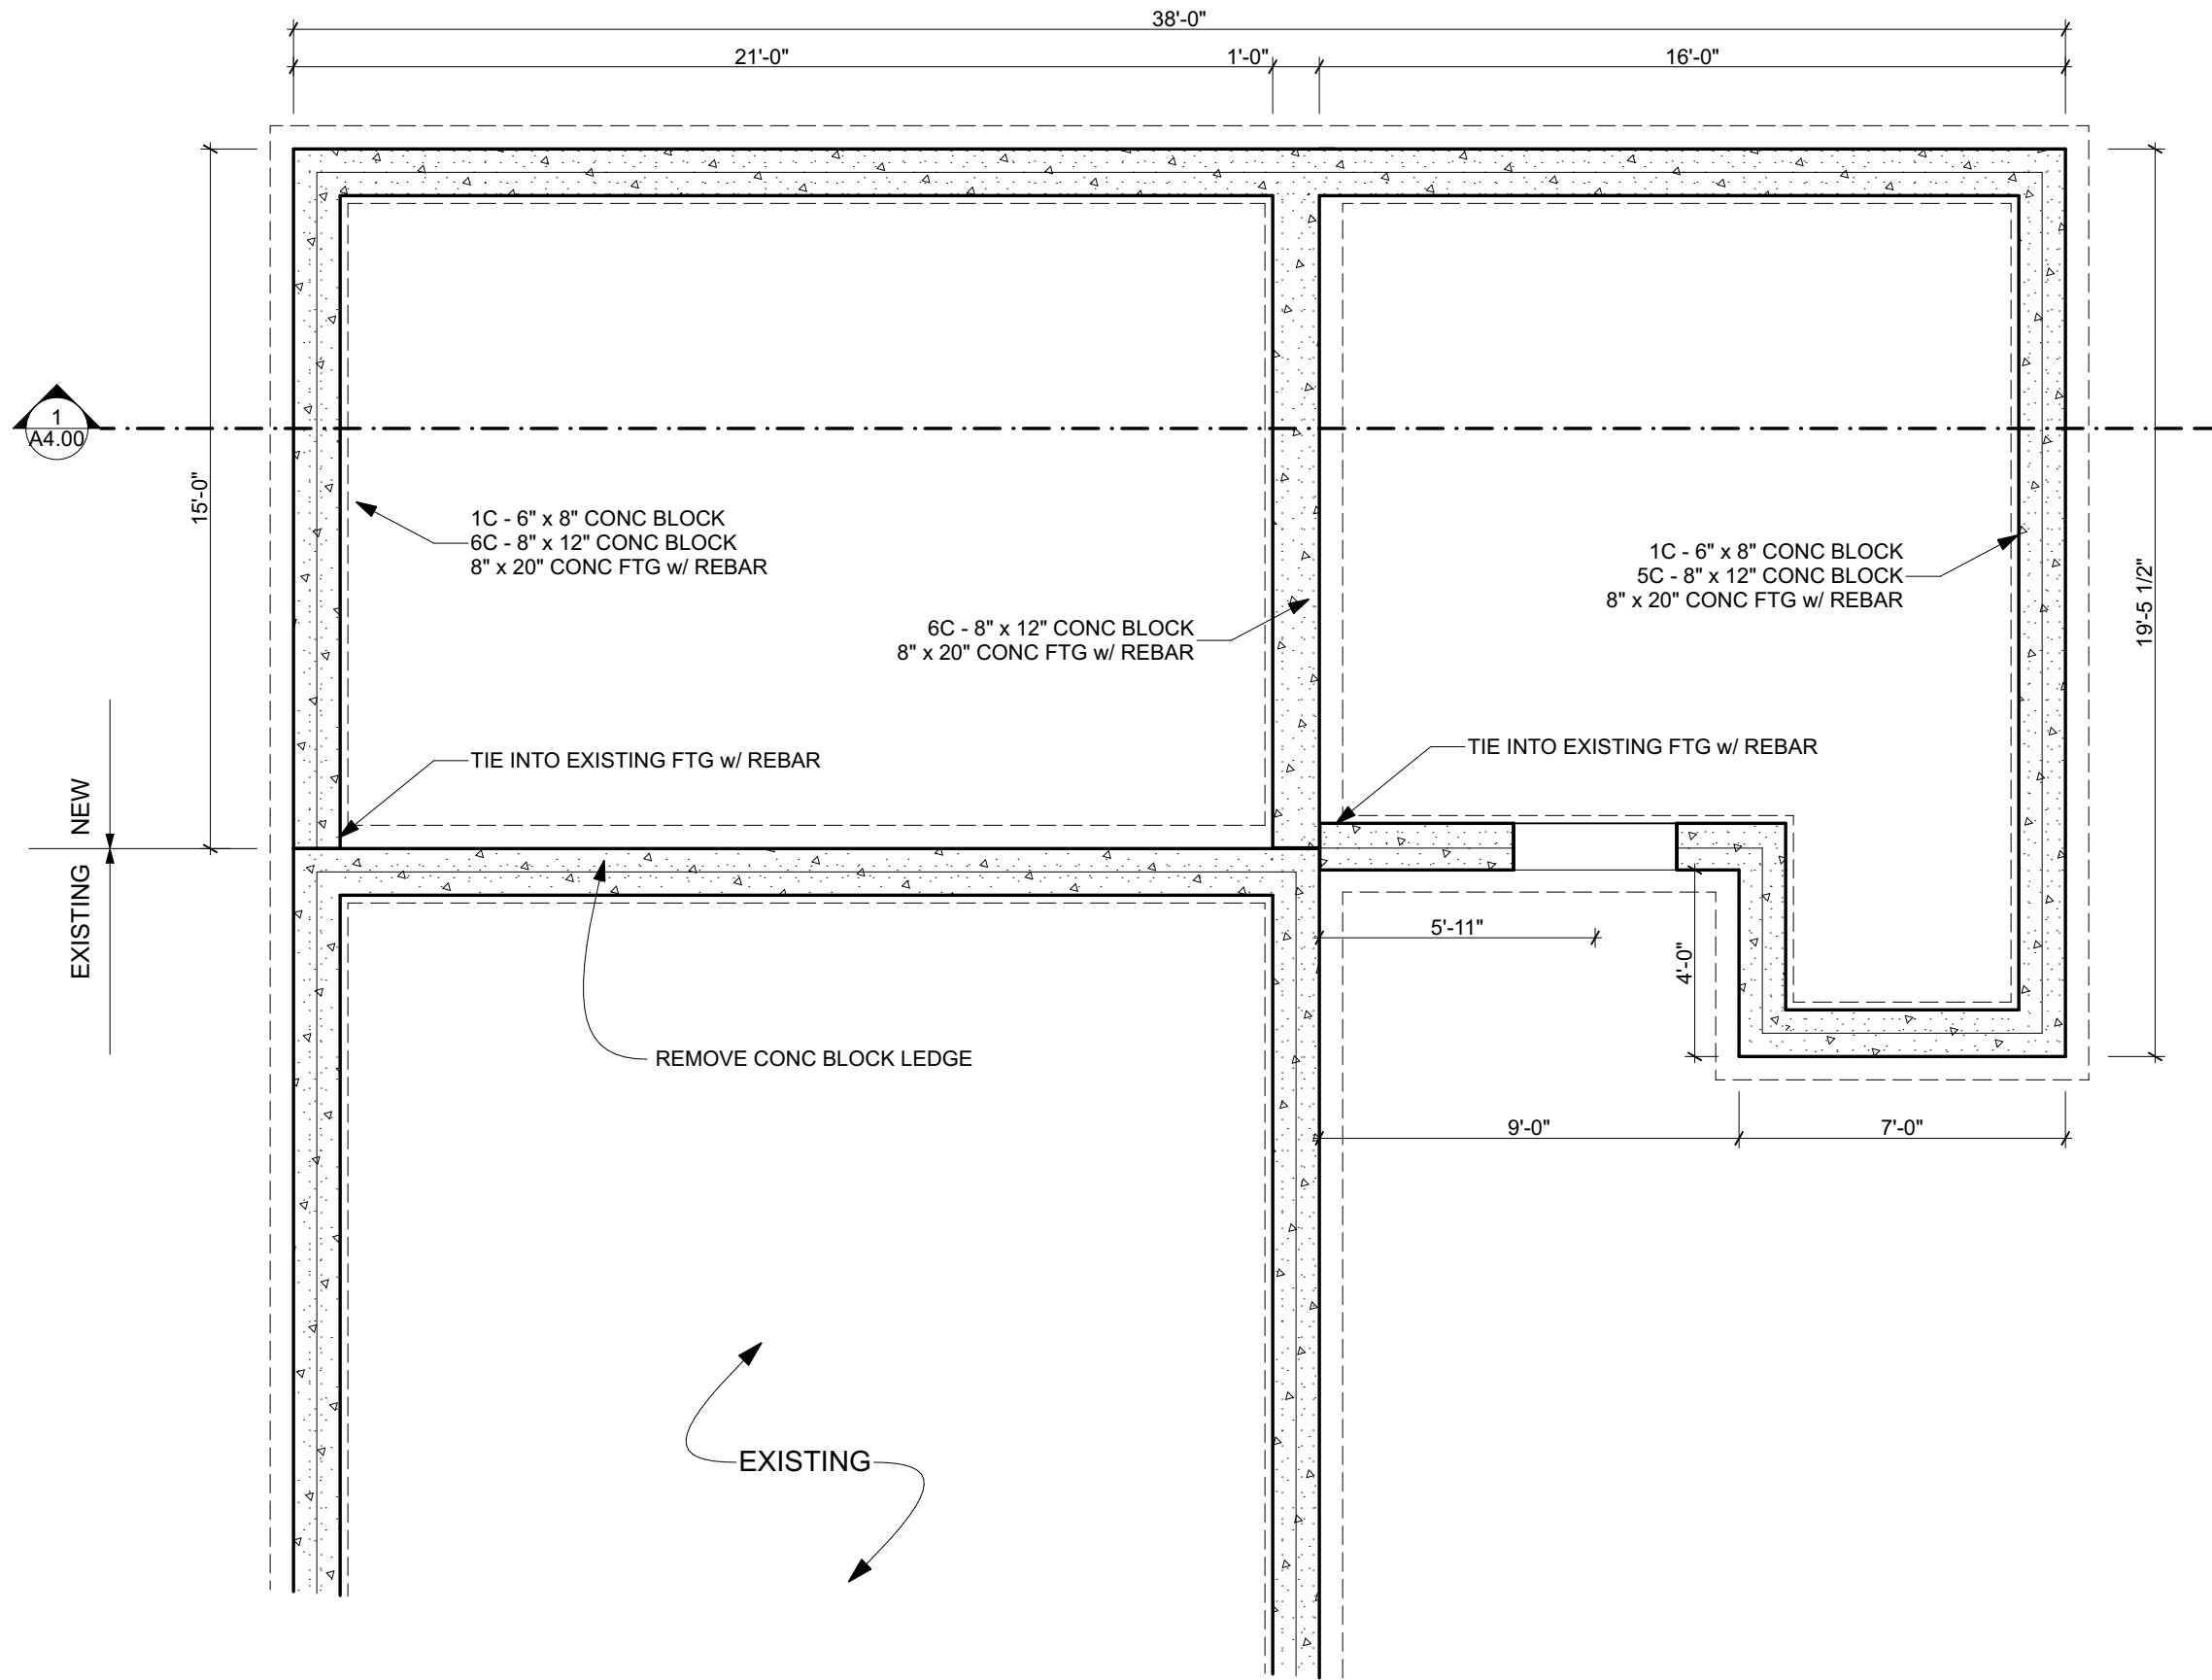 38'-0"
21'-0"
1'-0"
16'-0"
1
A4.00
15'-0"
1C - 6" x 8" CONC BLOCK
6C - 8" x 12" CONC BLOCK
8" x 20" CONC FTG w/ REBAR
1C - 6" x 8" CONC BLOCK
5C - 8" x 12" CONC BLOCK
8" x 20" CONC FTG w/ REBAR
6C - 8" x 12" CONC BLOCK
8" x 20" CONC FTG w/ REBAR
19'-5 1/2"
TIE INTO EXISTING FTG w/ REBAR
TIE INTO EXISTING FTG w/ REBAR
NEW
EXISTING
5'-11"
4'-0"
REMOVE CONC BLOCK LEDGE
9'-0"
7'-0"
EXISTING